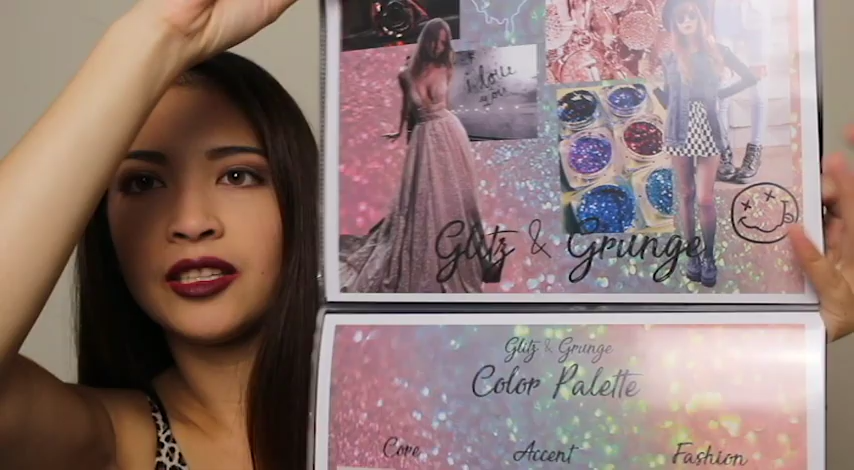 Glitz & Grunge
Glitz & Grunge
Color Palette
Core Accent Fashion